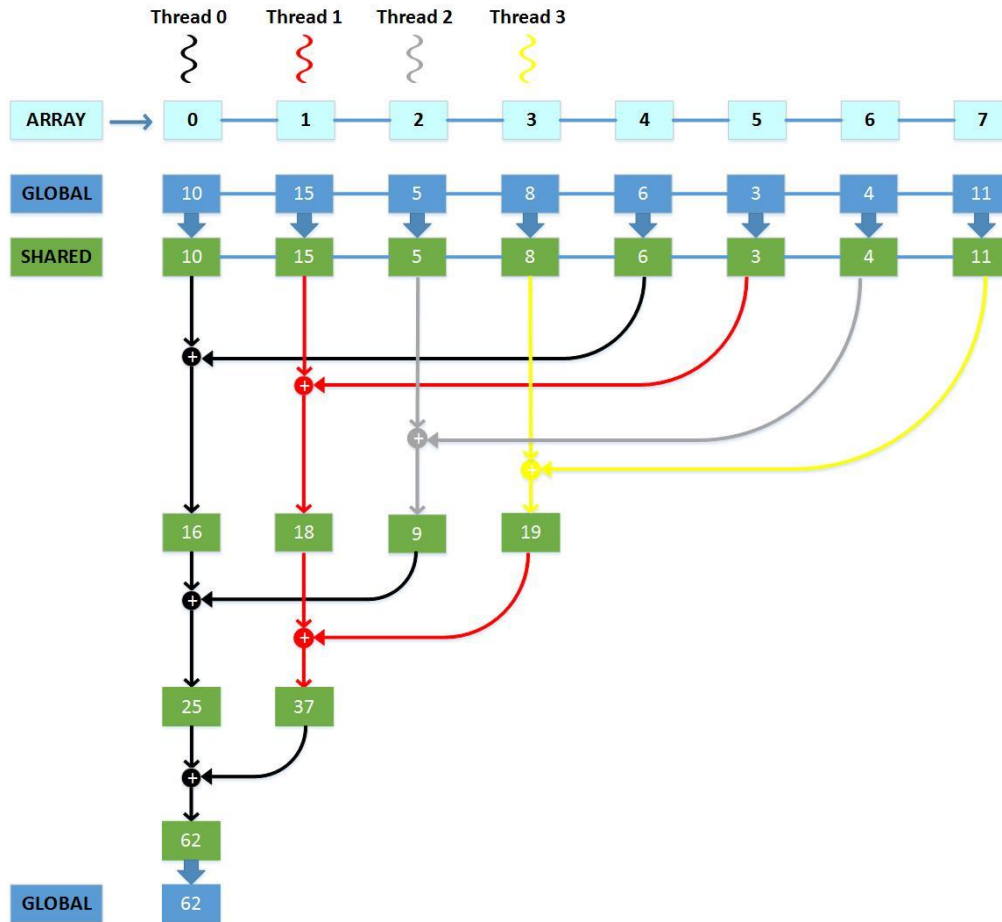 Thread 0 Thread 1 Thread 2 Thread 3
ARRAY 0 1 2 3 4 5 6 7
GLOBAL 10 15 5 8 6 3 4 11
SHARED 10 15 5 8 6 3 4 11
+
+
+
+
16 18 9 19
+
+
25 37
+
62
GLOBAL 62